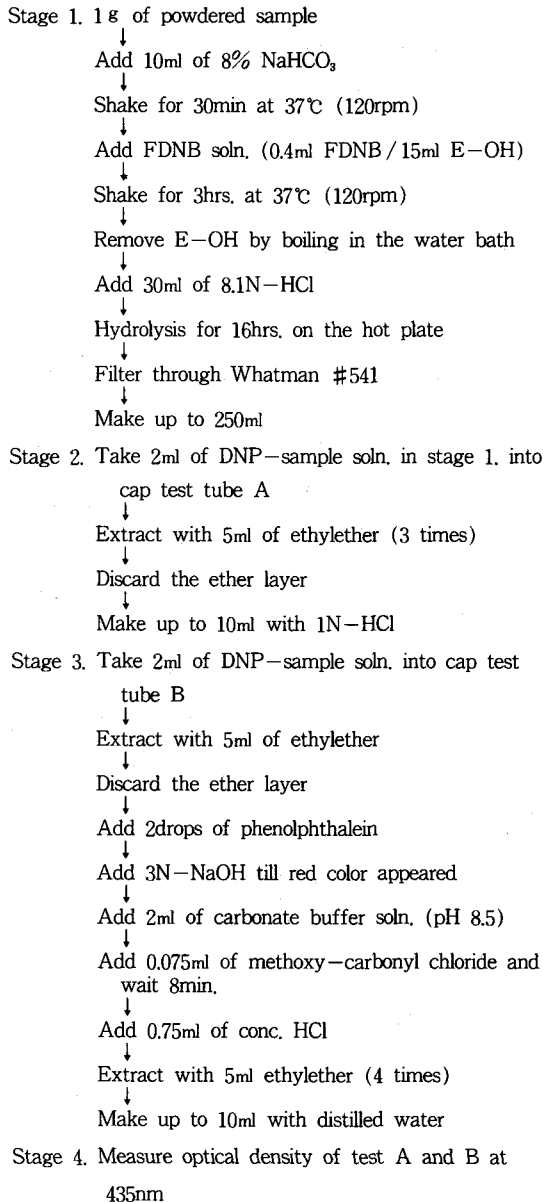 Stage 1. 1g of powdered sample
↓
Add 10ml of 8% NaHCO₃
↓
Shake for 30min at 37℃ (120rpm)
↓
Add FDNB soln. (0.4ml FDNB/15ml E-OH)
↓
Shake for 3hrs. at 37℃ (120rpm)
↓
Remove E-OH by boiling in the water bath
↓
Add 30ml of 8.1N-HCl
↓
Hydrolysis for 16hrs. on the hot plate
↓
Filter through Whatman #541
↓
Make up to 250ml
Stage 2. Take 2ml of DNP-sample soln. in stage 1. into
cap test tube A
↓
Extract with 5ml of ethylether (3 times)
↓
Discard the ether layer
↓
Make up to 10ml with 1N-HCl
Stage 3. Take 2ml of DNP-sample soln. into cap test
tube B
↓
Extract with 5ml of ethylether
↓
Discard the ether layer
↓
Add 2drops of phenolphthalein
↓
Add 3N-NaOH till red color appeared
↓
Add 2ml of carbonate buffer soln. (pH 8.5)
↓
Add 0.075ml of methoxy-carbonyl chloride and
wait 8min.
↓
Add 0.75ml of conc. HCl
↓
Extract with 5ml ethylether (4 times)
↓
Make up to 10ml with distilled water
Stage 4. Measure optical density of test A and B at
435nm